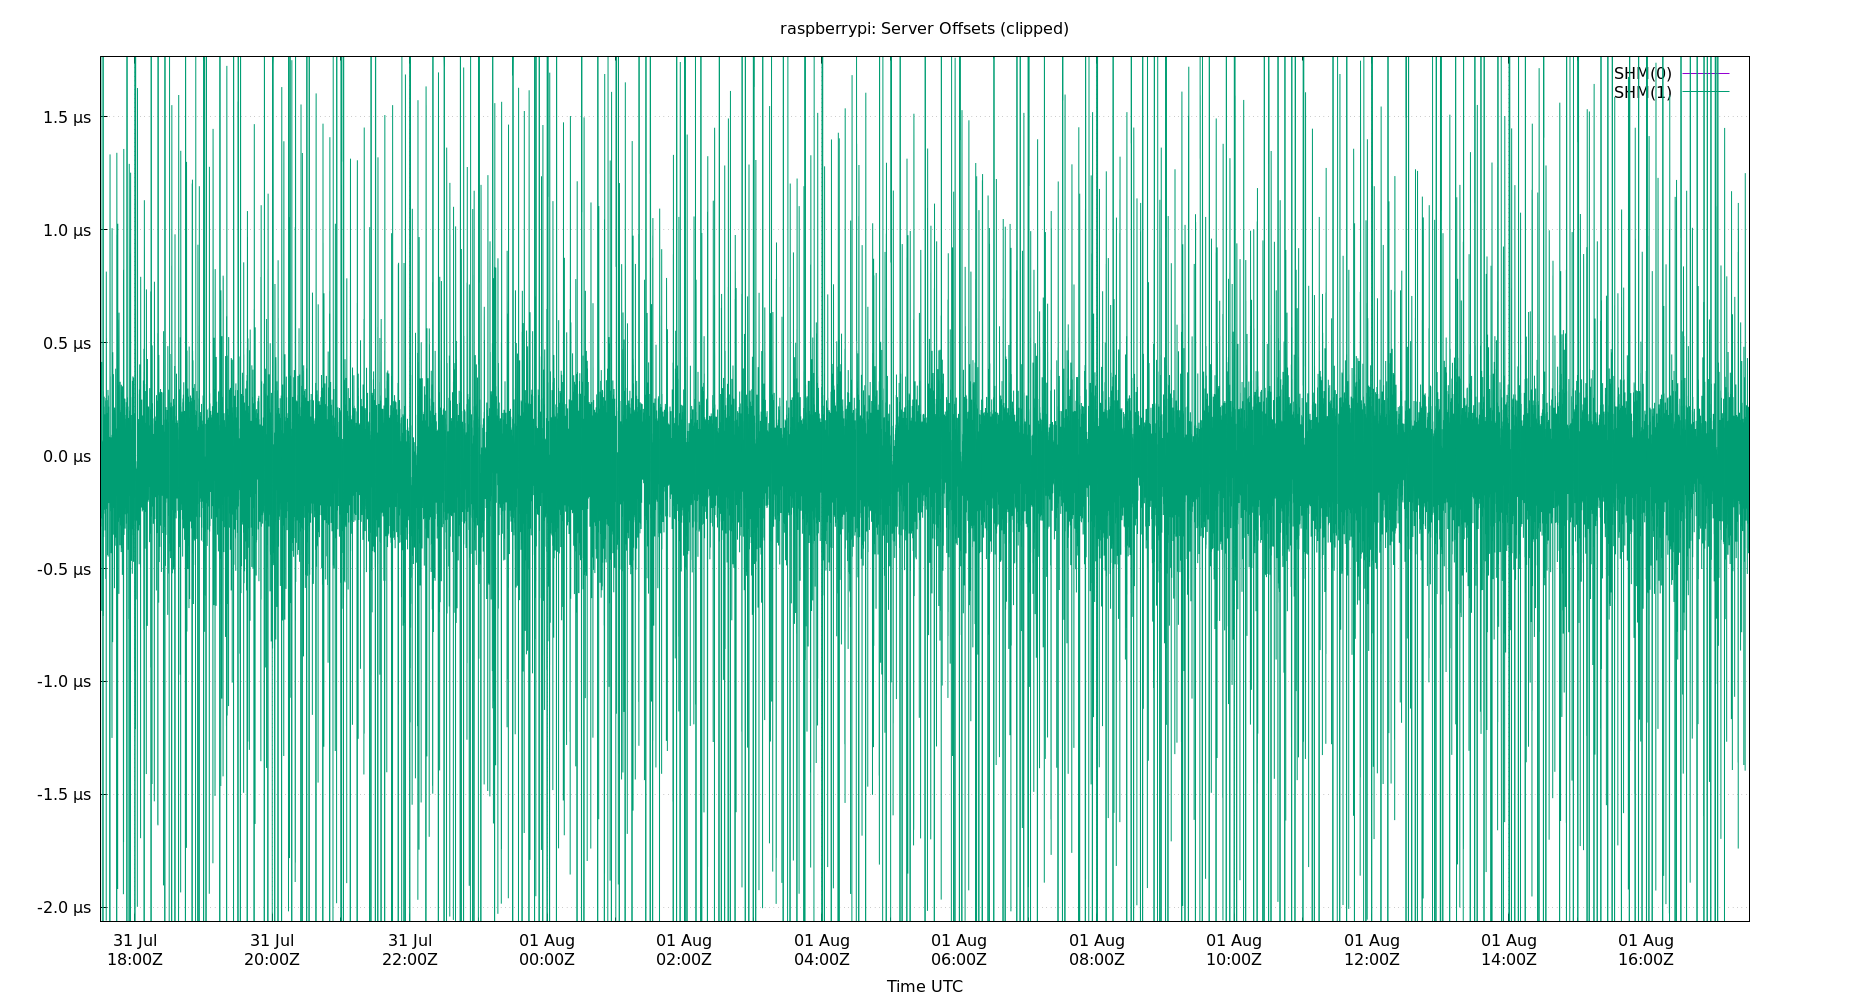 raspberrypi: Server Offsets (clipped)
SHM(0)
SHM(1)
1.5 µs
1.0 µs
0.5 µs
0.0 µs
-0.5 µs
-1.0 µs
-1.5 µs
-2.0 µs
31 Jul 31 Jul 31 Jul 01 Aug 01 Aug 01 Aug 01 Aug 01 Aug 01 Aug 01 Aug 01 Aug 01 Aug
18:00Z 20:00Z 22:00Z 00:00Z 02:00Z 04:00Z 06:00Z 08:00Z 10:00Z 12:00Z 14:00Z 16:00Z
Time UTC